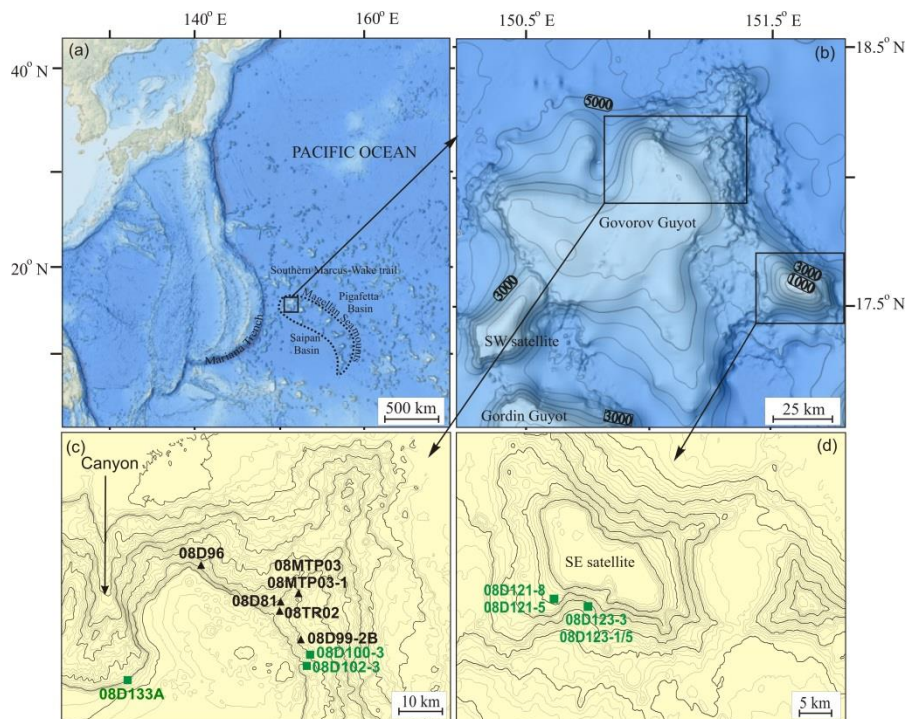 140° E
160° E
150.5° E
151.5° E
(a)
40° N
20° N
PACIFIC OCEAN
Southern Marcus-Wake trail
Magellan Seamounts
Pigafetta
Basin
Saipan
Basin
Mariana Trench
500 km
(b)
18.5° N
17.5° N
5000
Govorov Guyot
3000
1000
3000
SW satellite
Gordin Guyot
3000
25 km
(c)
Canyon
08D96
08MTP03
08MTP03-1
08D81
08TR02
08D99-2B
08D100-3
08D102-3
08D133A
10 km
(d)
SE satellite
08D121-8
08D121-5
08D123-3
08D123-1/5
5 km